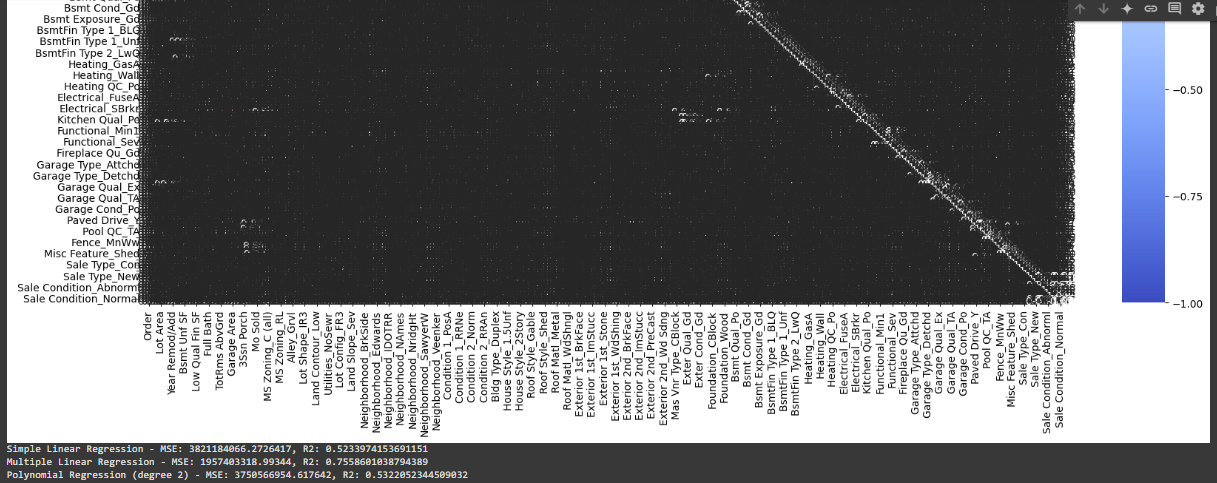 Bsmt Cond_Gd
Bsmt Exposure_Gd
BsmtFin Type 1_BLQ
BsmtFin Type 1_Unf
BsmtFin Type 2_LwQ
Heating_GasA
Heating_Wall
Heating QC_Po
Electrical_FuseA
Electrical_SBrkr
Kitchen Qual_Po
Functional_Min1
Functional_Sev
Fireplace Qu_Gd
Garage Type_Attchd
Garage Type_Detchd
Garage Qual_Ex
Garage Qual_TA
Garage Cond_Po
Paved Drive_Y
Pool QC_TA
Fence_MnWw
Misc Feature_Shed
Sale Type_Con
Sale Type_New
Sale Condition_Abnorml
Sale Condition_Normal
Order
Lot Area
Year Remod/Add
Bsmt Unf SF
Low Qual Fin SF
Full Bath
TotRms AbvGrd
Garage Area
3Ssn Porch
Mo Sold
MS Zoning_I (all)
MS Zoning_RL
Alley_Grvl
Lot Shape_IR3
Land Contour_Low
Utilities_NoSewr
Lot Config_FR3
Land Slope_Sev
Neighborhood_BrkSide
Neighborhood_Edwards
Neighborhood_IDOTRR
Neighborhood_NAmes
Neighborhood_NridgHt
Neighborhood_SawyerW
Neighborhood_Veenker
Condition 1_PosA
Condition 1_RRNe
Condition 2_Norm
Condition 2_RRAn
Bldg Type_Duplex
House Style_1.5Unf
House Style_2Story
Roof Style_Gable
Roof Style_Shed
Roof Matl_Metal
Roof Matl_WdShngl
Exterior 1st_BrkFace
Exterior 1st_ImStucc
Exterior 1st_Stone
Exterior 1st_WdShing
Exterior 2nd_BrkFace
Exterior 2nd_ImStucc
Exterior 2nd_PreCast
Exterior 2nd_Wd Sdng
Mas Vnr Type_CBlock
Exter Qual_Gd
Exter Cond_Gd
Foundation_CBlock
Foundation_Wood
Bsmt Qual_Po
Bsmt Cond_Gd
Bsmt Exposure_Gd
BsmtFin Type 1_BLQ
BsmtFin Type 1_Unf
BsmtFin Type 2_LwQ
Heating_GasA
Heating_Wall
Heating QC_Po
Electrical_FuseA
Electrical_SBrkr
Kitchen Qual_Po
Functional_Min1
Functional_Sev
Fireplace Qu_Gd
Garage Type_Attchd
Garage Type_Detchd
Garage Qual_Ex
Garage Qual_TA
Garage Cond_Po
Paved Drive_Y
Pool QC_TA
Fence_MnWw
Misc Feature_Shed
Sale Type_Con
Sale Type_New
Sale Condition_Abnorml
Sale Condition_Normal
−0.50
−0.75
−1.00
Simple Linear Regression - MSE: 3821184066.2726417, R2: 0.5233974153691151
Multiple Linear Regression - MSE: 1957403318.99344, R2: 0.7558601038794389
Polynomial Regression (degree 2) - MSE: 3750566954.617642, R2: 0.5322052344509032